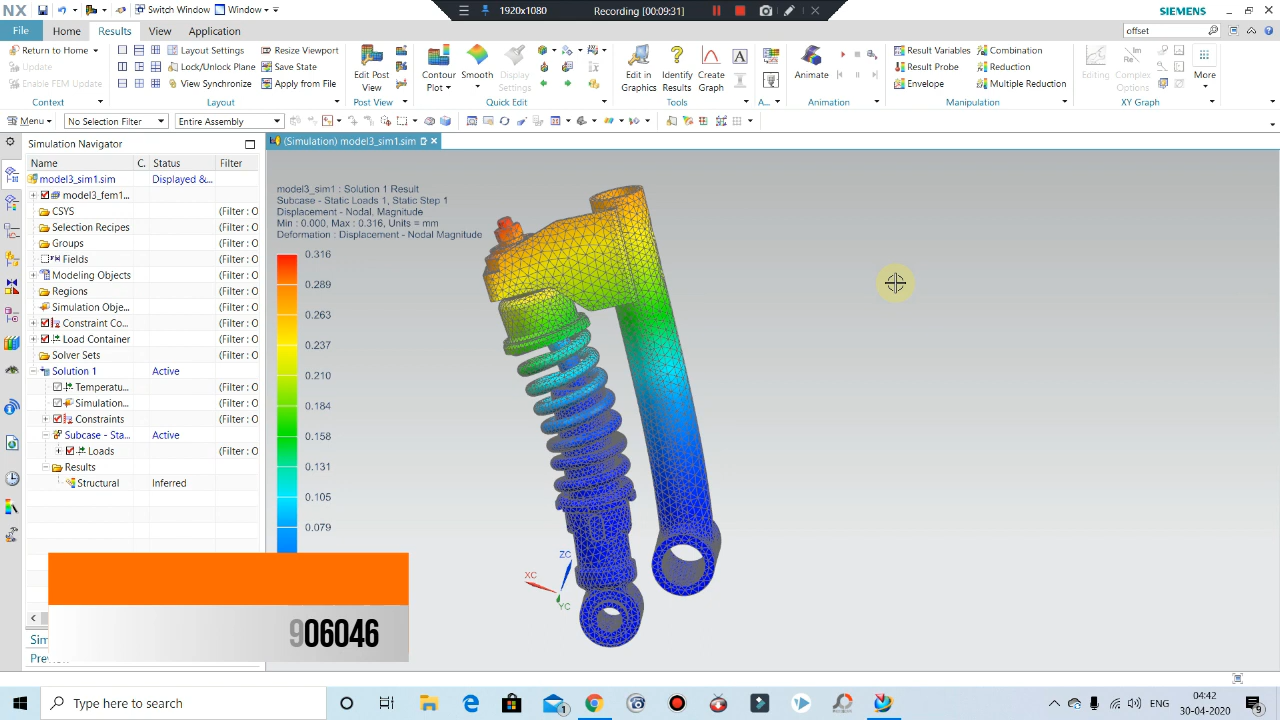 NX
Switch Window
Window
1920x1080
Recording [00:09:31]
SIEMENS
File
Home
Results
View
Application
offset
Return to Home
Update
Enable FEM Update
Context
Layout Settings
Resize Viewport
Lock/Unlock Plane
Save State
View Synchronize
Apply from File
Layout
Edit Post
View
Post View
Contour
Plot
Smooth
Display
Settings
Quick Edit
Edit in
Graphics
Identify
Results
Create
Graph
Tools
A...
Animate
Animation
Result Variables
Combination
Result Probe
Reduction
Envelope
Multiple Reduction
Manipulation
Editing
Complex
Options
XY Graph
More
Menu
No Selection Filter
Entire Assembly
Simulation Navigator
(Simulation) model3_sim1.sim
Name C. Status Filter
model3_sim1.sim Displayed &...
model3_fem1...
CSYS (Filter : O
Selection Recipes (Filter : O
Groups (Filter : O
Fields (Filter : O
Modeling Objects (Filter : O
Regions (Filter : O
Simulation Obje... (Filter : O
Constraint Co... (Filter : O
Load Container (Filter : O
Solver Sets (Filter : O
Solution 1 Active
Temperatu... (Filter : O
Simulation... (Filter : O
Constraints (Filter : O
Subcase - Sta... Active
Loads (Filter : O
Results
Structural Inferred
Sim
Prev
model3_sim1 : Solution 1 Result
Subcase - Static Loads 1, Static Step 1
Displacement - Nodal, Magnitude
Min : 0.000, Max : 0.316, Units = mm
Deformation : Displacement - Nodal Magnitude
0.316
0.289
0.263
0.237
0.210
0.184
0.158
0.131
0.105
0.079
ZC
XC
YC
906046
Type here to search
ENG
04:42
30-04-2020